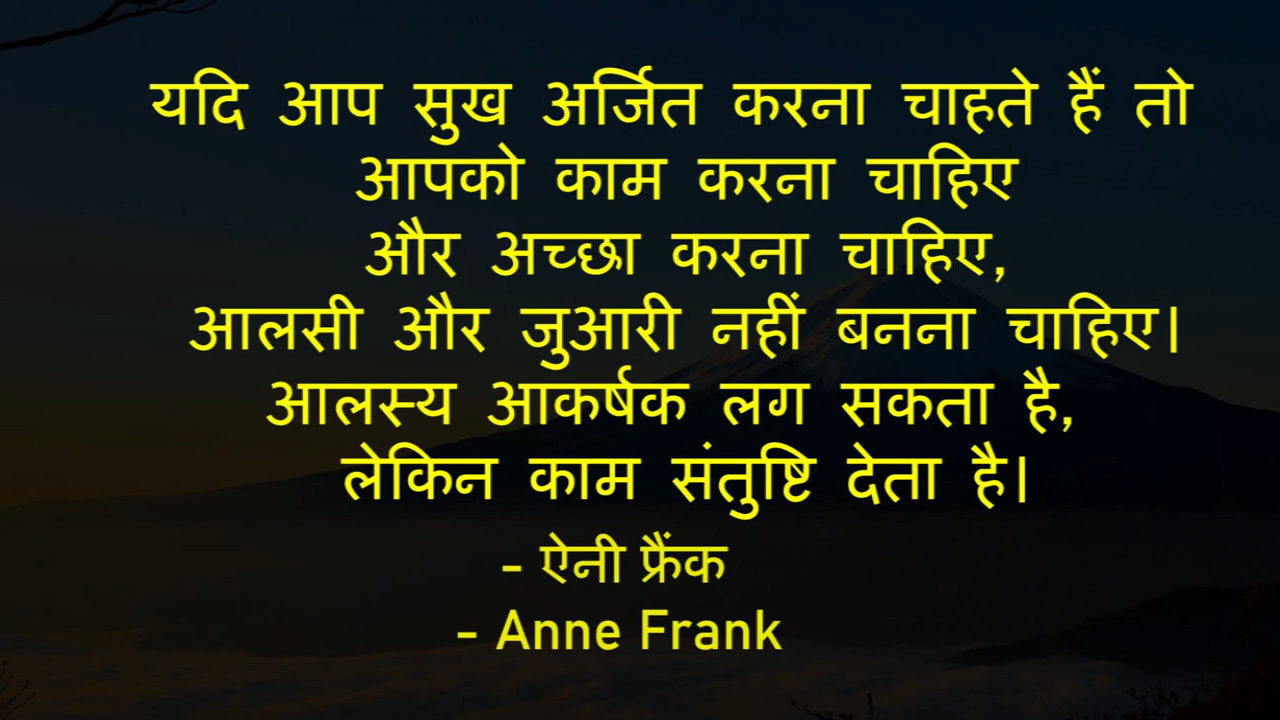 यदि आप सुख अर्जित करना चाहते हैं तो
आपको काम करना चाहिए
और अच्छा करना चाहिए,
आलसी और जुआरी नहीं बनना चाहिए।
आलस्य आकर्षक लग सकता है,
लेकिन काम संतुष्टि देता है।
- ऐनी फ्रैंक
- Anne Frank